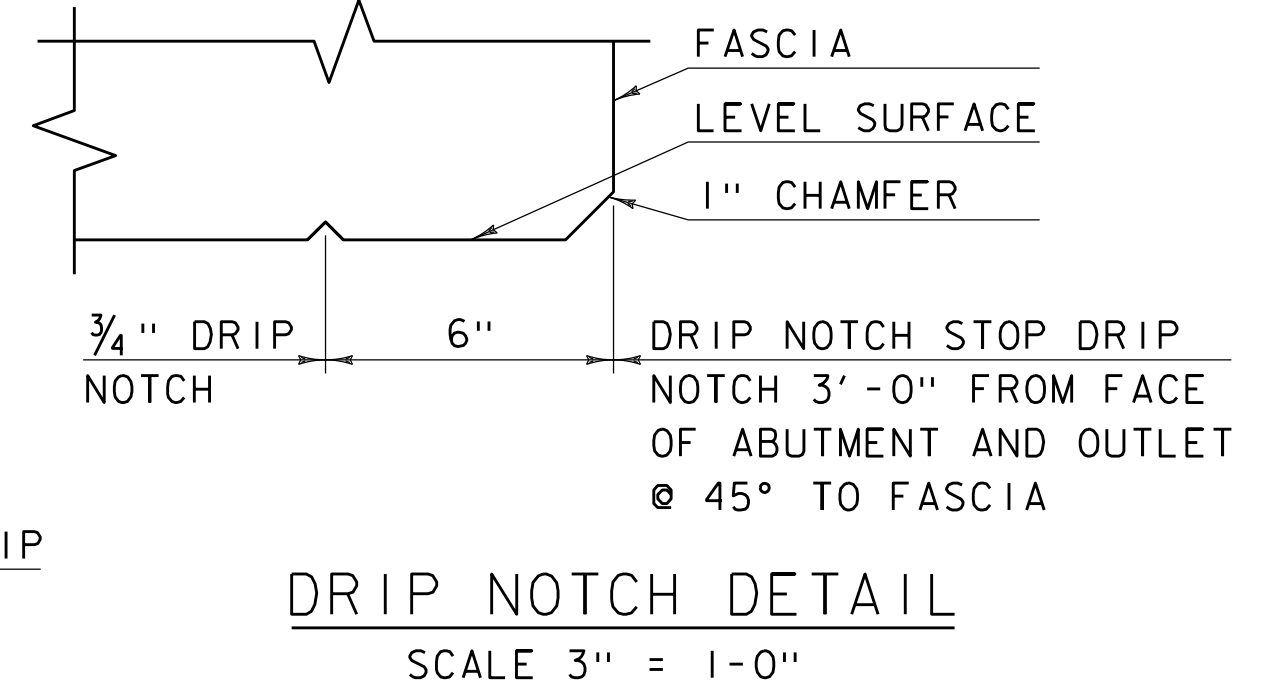 FASCIA
LEVEL SURFACE
1" CHAMFER
3/4" DRIP
NOTCH
6"
DRIP NOTCH STOP DRIP
NOTCH 3'-0" FROM FACE
OF ABUTMENT AND OUTLET
@ 45° TO FASCIA
IP
DRIP NOTCH DETAIL
SCALE 3" = 1-0"